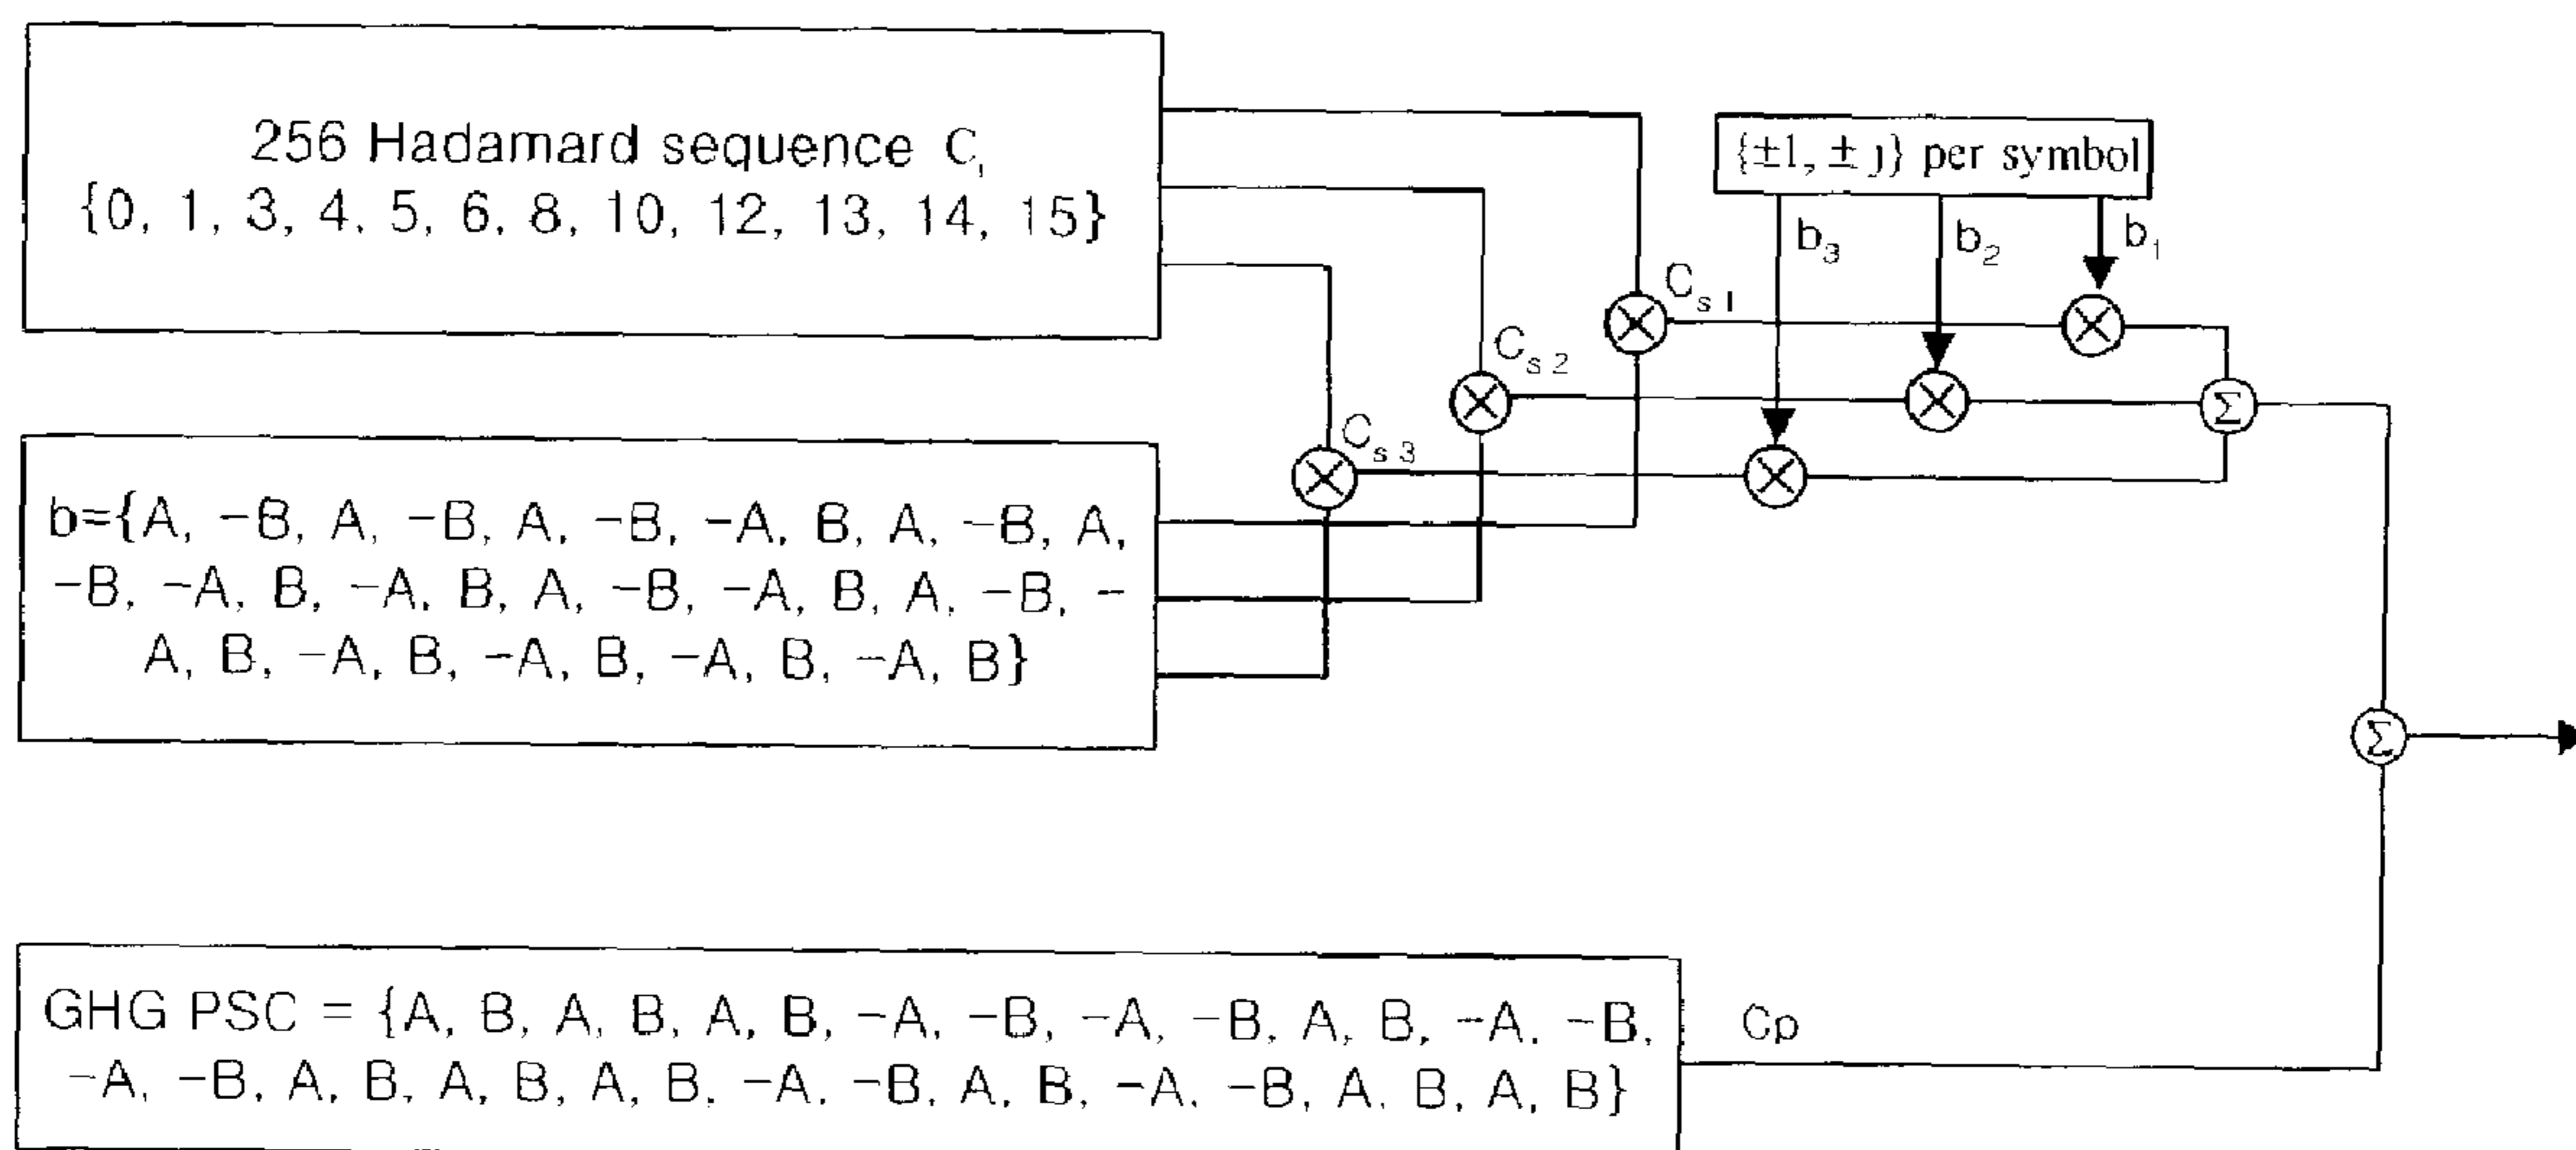 256 Hadamard sequence Ci
{0, 1, 3, 4, 5, 6, 8, 10, 12, 13, 14, 15}
{±1, ± j} per symbol
b3
b2
b1
Cs1
Cs2
Cs3
Σ
b={A, -B, A, -B, A, -B, -A, B, A, -B, A,
-B, -A, B, -A, B, A, -B, -A, B, A, -B, -
A, B, -A, B, -A, B, -A, B, -A, B}
Σ
GHG PSC = {A, B, A, B, A, B, -A, -B, -A, -B, A, B, -A, -B,
-A, -B, A, B, A, B, A, B, -A, -B, A, B, -A, -B, A, B, A, B}
Cp